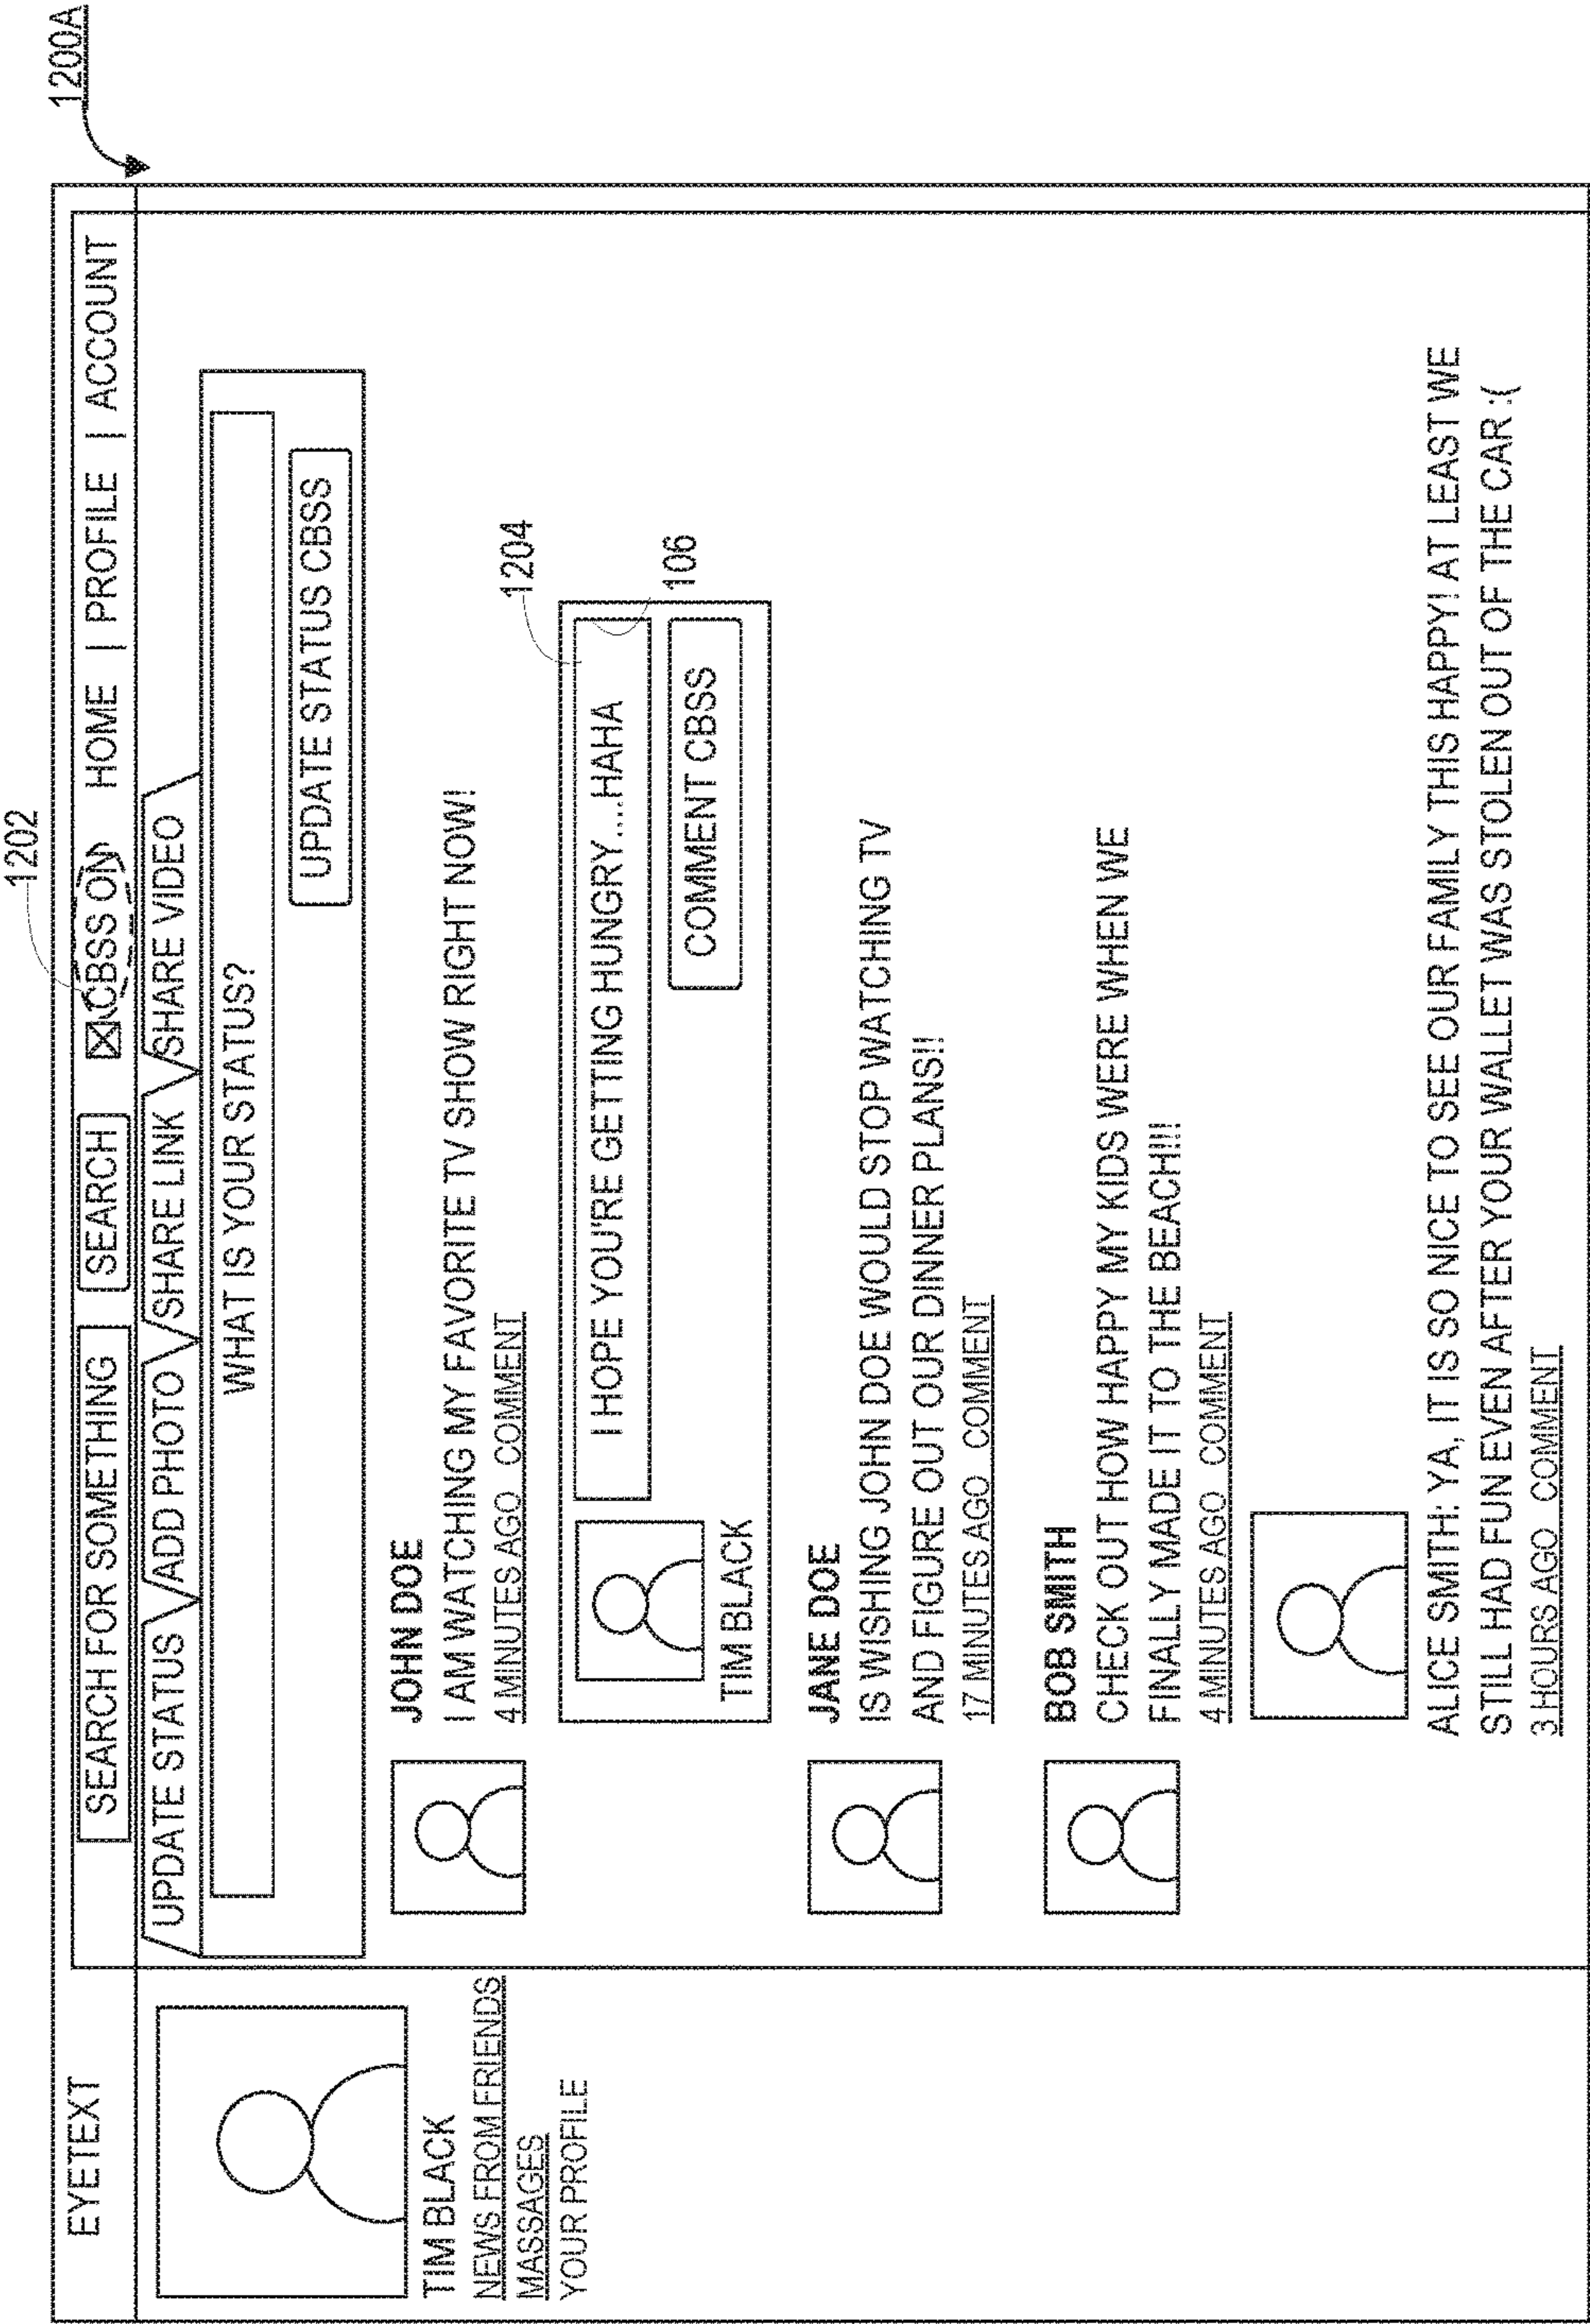 1200A
1202
EYETEXT
SEARCH FOR SOMETHING SEARCH CBSS ON HOME | PROFILE | ACCOUNT
UPDATE STATUS ADD PHOTO SHARE LINK SHARE VIDEO
WHAT IS YOUR STATUS?
UPDATE STATUS CBSS
TIM BLACK
NEWS FROM FRIENDS
MASSAGES
YOUR PROFILE
JOHN DOE
I AM WATCHING MY FAVORITE TV SHOW RIGHT NOW!
4 MINUTES AGO COMMENT
1204
I HOPE YOU'RE GETTING HUNGRY....HAHA
106
COMMENT CBSS
TIM BLACK
JANE DOE
IS WISHING JOHN DOE WOULD STOP WATCHING TV
AND FIGURE OUT OUR DINNER PLANS!!
17 MINUTES AGO COMMENT
BOB SMITH
CHECK OUT HOW HAPPY MY KIDS WERE WHEN WE
FINALLY MADE IT TO THE BEACH!!!
4 MINUTES AGO COMMENT
ALICE SMITH: YA, IT IS SO NICE TO SEE OUR FAMILY THIS HAPPY! AT LEAST WE
STILL HAD FUN EVEN AFTER YOUR WALLET WAS STOLEN OUT OF THE CAR :(
3 HOURS AGO COMMENT